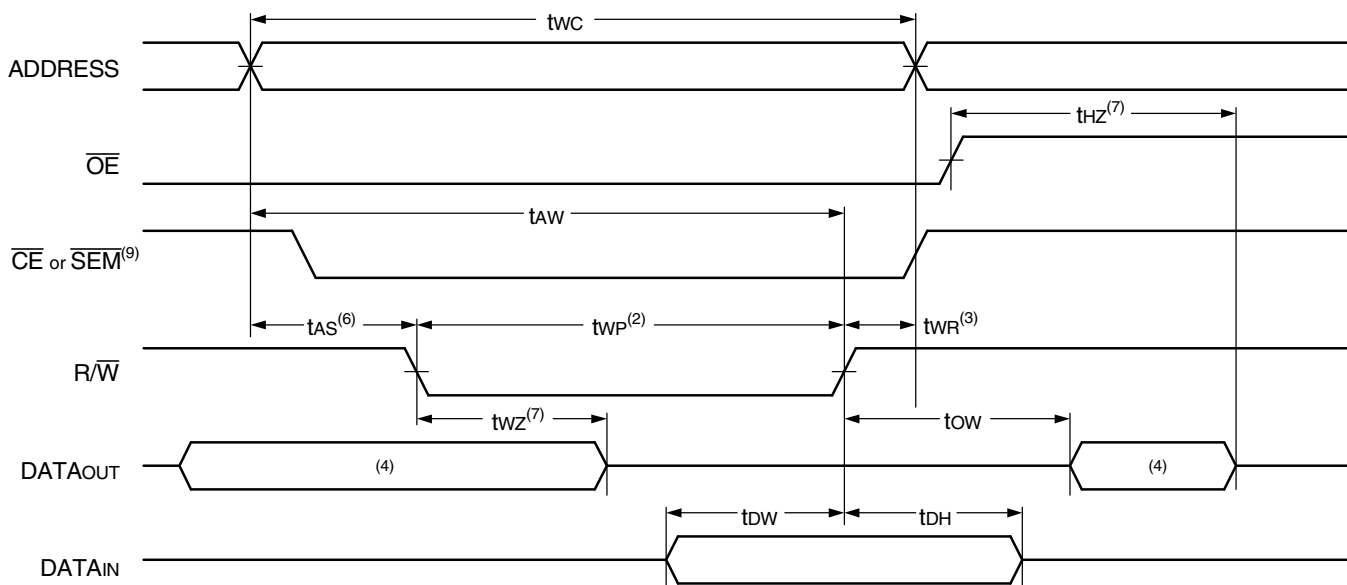 tWC
ADDRESS
tHZ(7)
OE
tAW
CE or SEM(9)
tAS(6) tWP(2) tWR(3)
R/W
tWZ(7) tOW
DATAOUT (4) (4)
tDW tDH
DATAIN